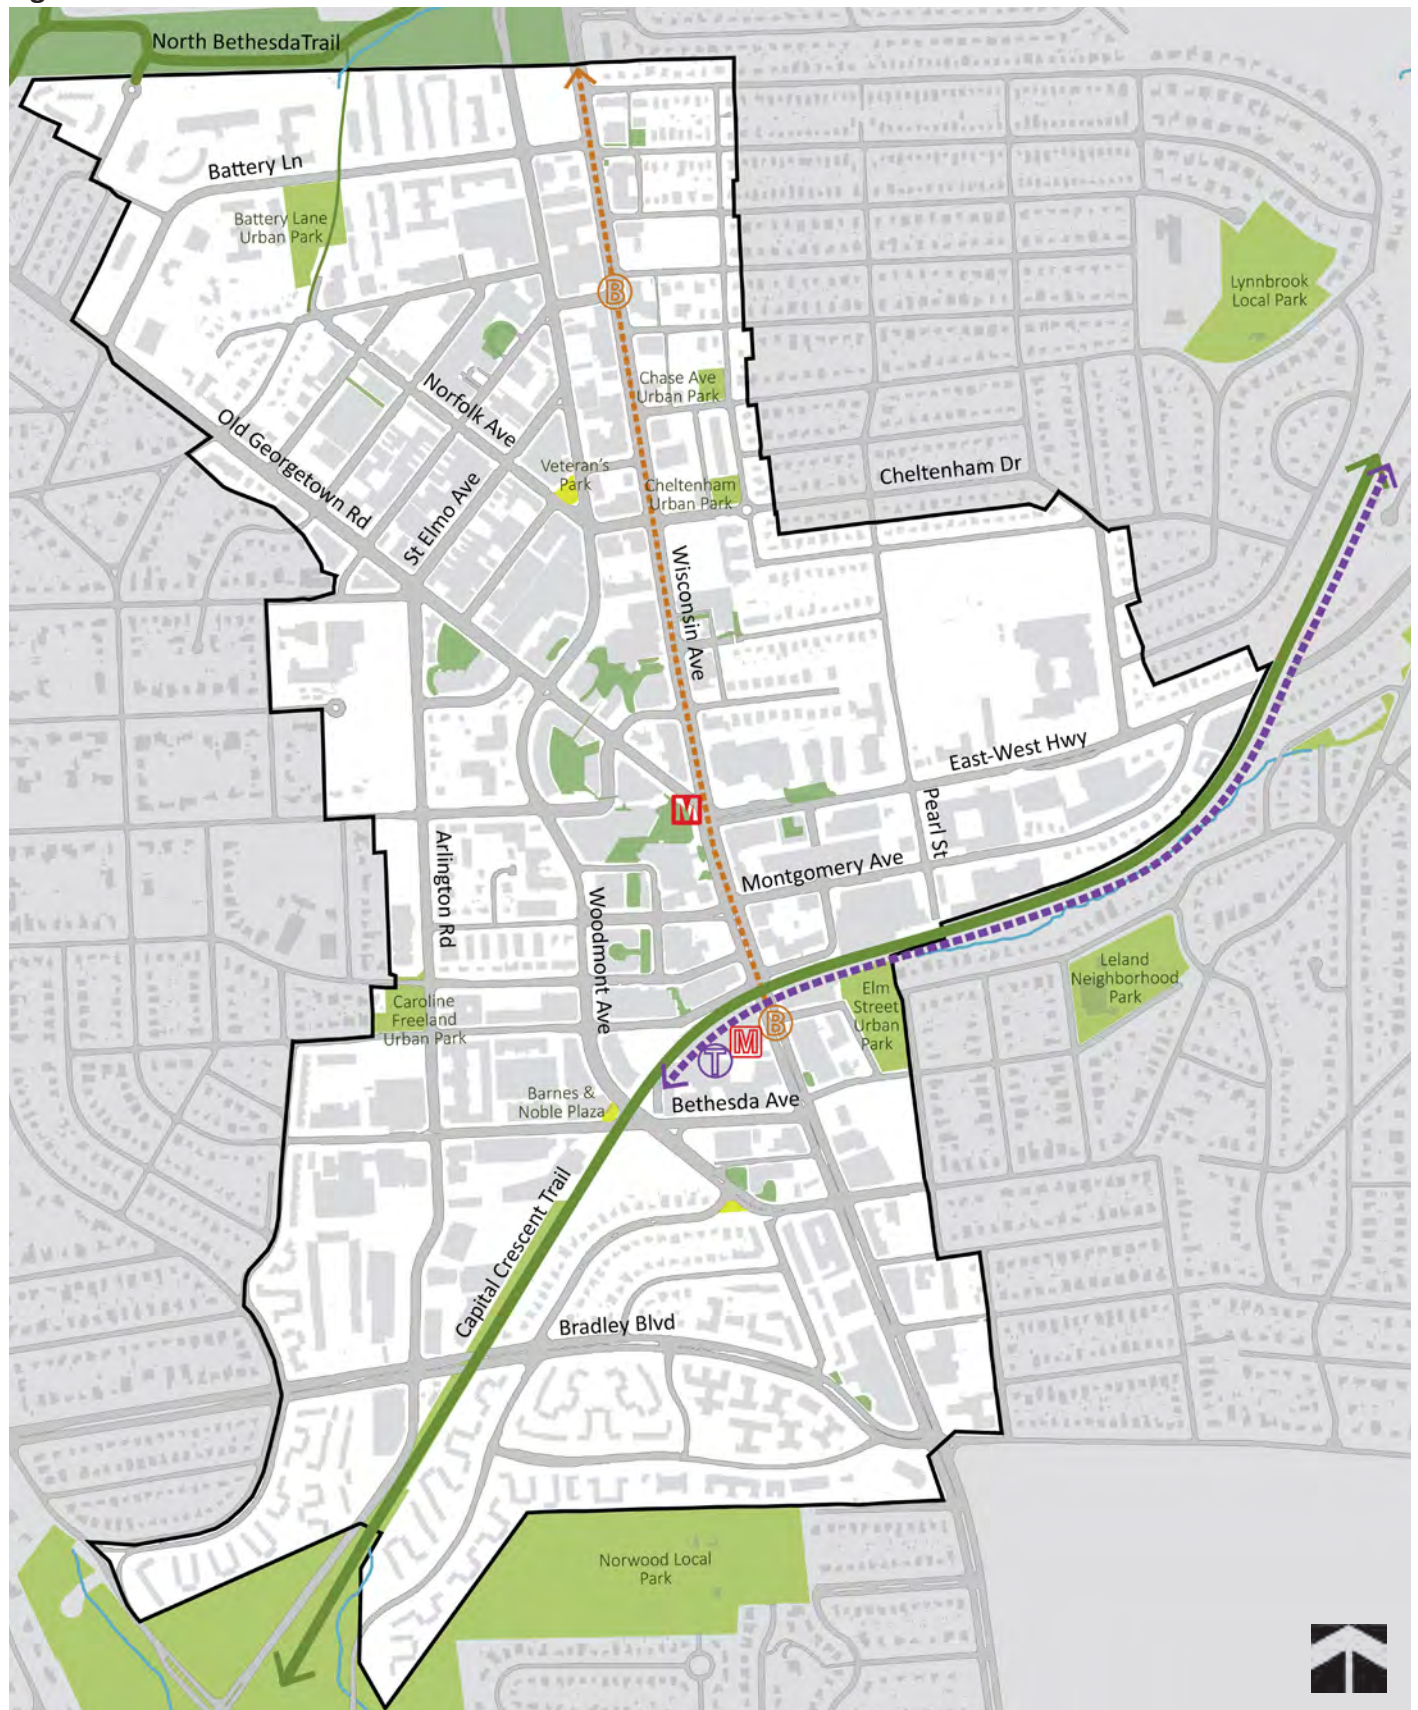 North BethesdaTrail
Battery Ln
Battery Lane
Urban Park
B
Lynnbrook
Local Park
Chase Ave
Urban Park
Norfolk Ave
Old Georgetown Rd
Veteran's
Park
Cheltenham
Urban Park
Cheltenham Dr
St Elmo Ave
Wisconsin Ave
East-West Hwy
M
Pearl St
Arlington Rd
Montgomery Ave
Woodmont Ave
Leland
Neighborhood
Park
Caroline
Freeland
Urban Park
Elm
Street
Urban
Park
B
M
T
Barnes &
Noble Plaza
Bethesda Ave
Capital Crescent Trail
Bradley Blvd
Norwood Local
Park